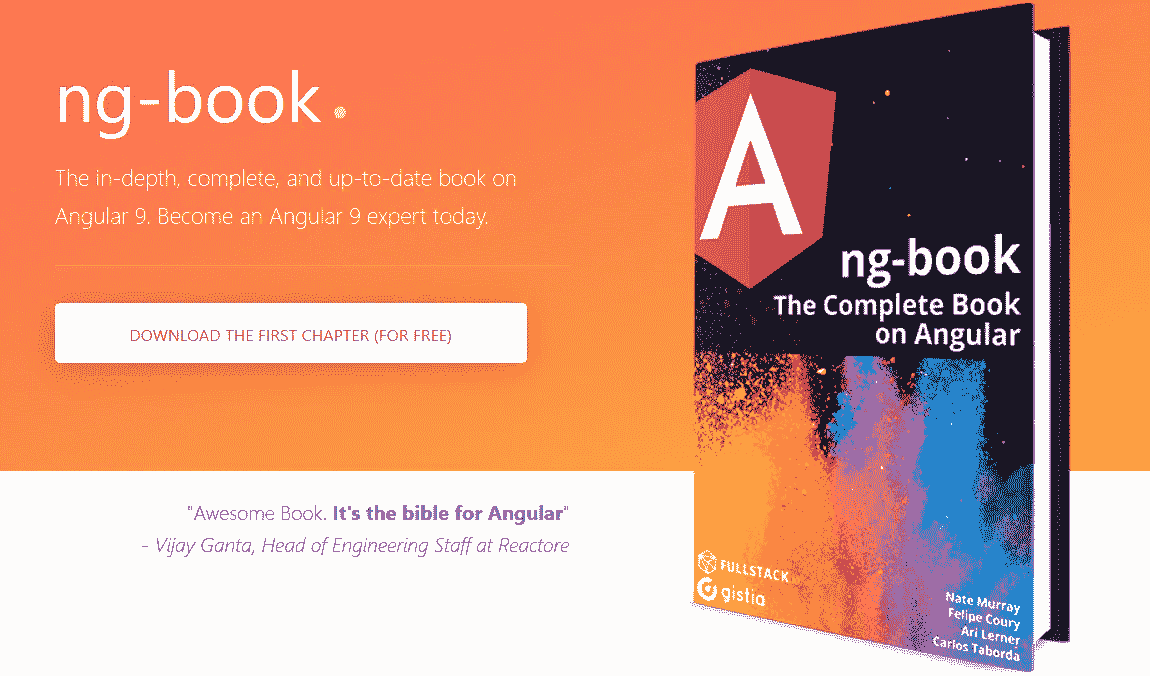 ng-book
The in-depth, complete, and up-to-date book on
Angular 9. Become an Angular 9 expert today.
DOWNLOAD THE FIRST CHAPTER (FOR FREE)
"Awesome Book. It's the bible for Angular"
- Vijay Ganta, Head of Engineering Staff at Reactore
A
ng-book
The Complete Book
on Angular
FULLSTACK
gistia
Nate Murray
Felipe Coury
Ari Lerner
Carlos Taborda